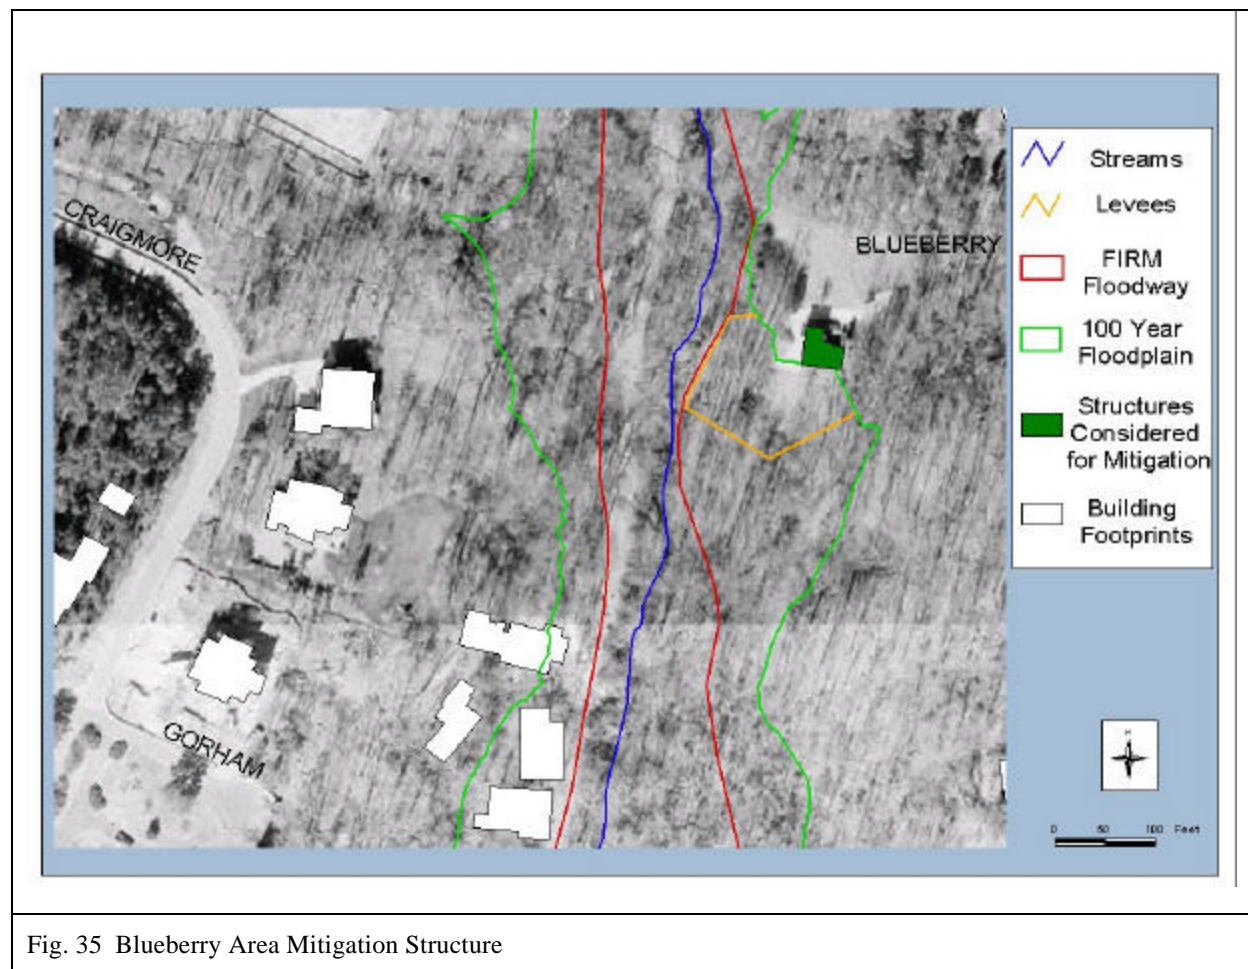 CRAIGMORE
BLUEBERRY
GORHAM
Streams
Levees
FIRM
Floodway
100 Year
Floodplain
Structures
Considered
for Mitigation
Building
Footprints
N
0 50 100 Feet
Fig. 35 Blueberry Area Mitigation Structure